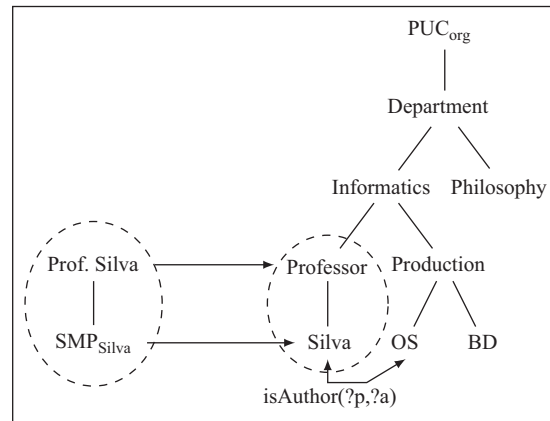 PUCorg
Department
Informatics Philosophy
Prof. Silva Professor Production
SMPSilva Silva OS BD
isAuthor(?p,?a)